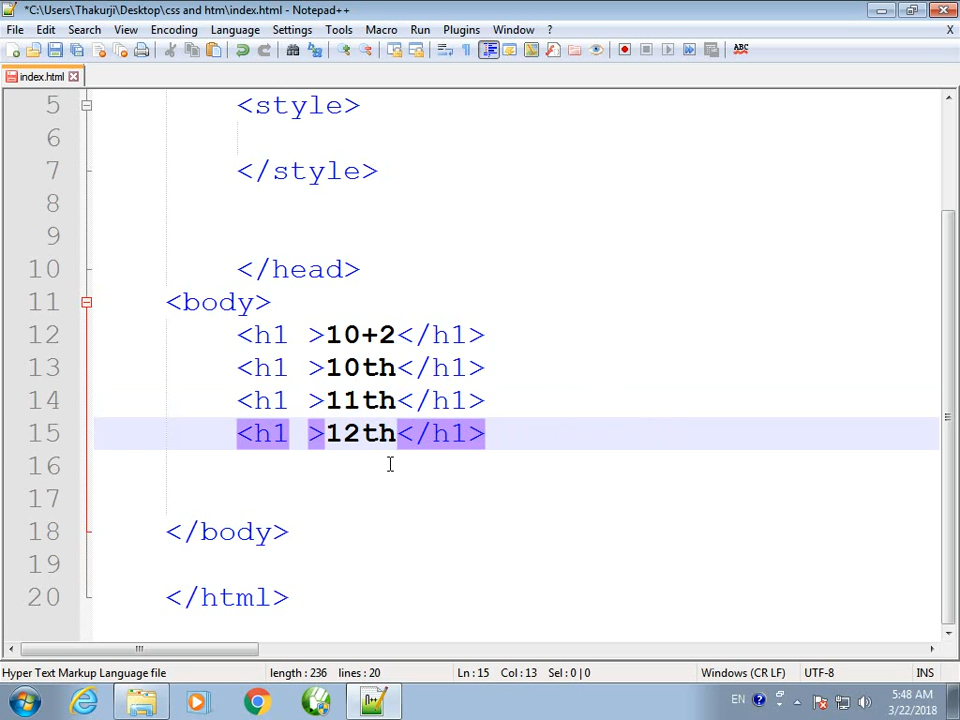 *C:\Users\Thakurji\Desktop\css and htm\index.html - Notepad++
File Edit Search View Encoding Language Settings Tools Macro Run Plugins Window ? X
index.html
5 <style>
6
7 </style>
8
9
10 </head>
11 <body>
12 <h1 >10+2</h1>
13 <h1 >10th</h1>
14 <h1 >11th</h1>
15 <h1 >12th</h1>
16
17
18 </body>
19
20 </html>
Hyper Text Markup Language file length : 236 lines : 20 Ln : 15 Col : 13 Sel : 0 | 0 Windows (CR LF) UTF-8 INS
EN 5:48 AM
3/22/2018